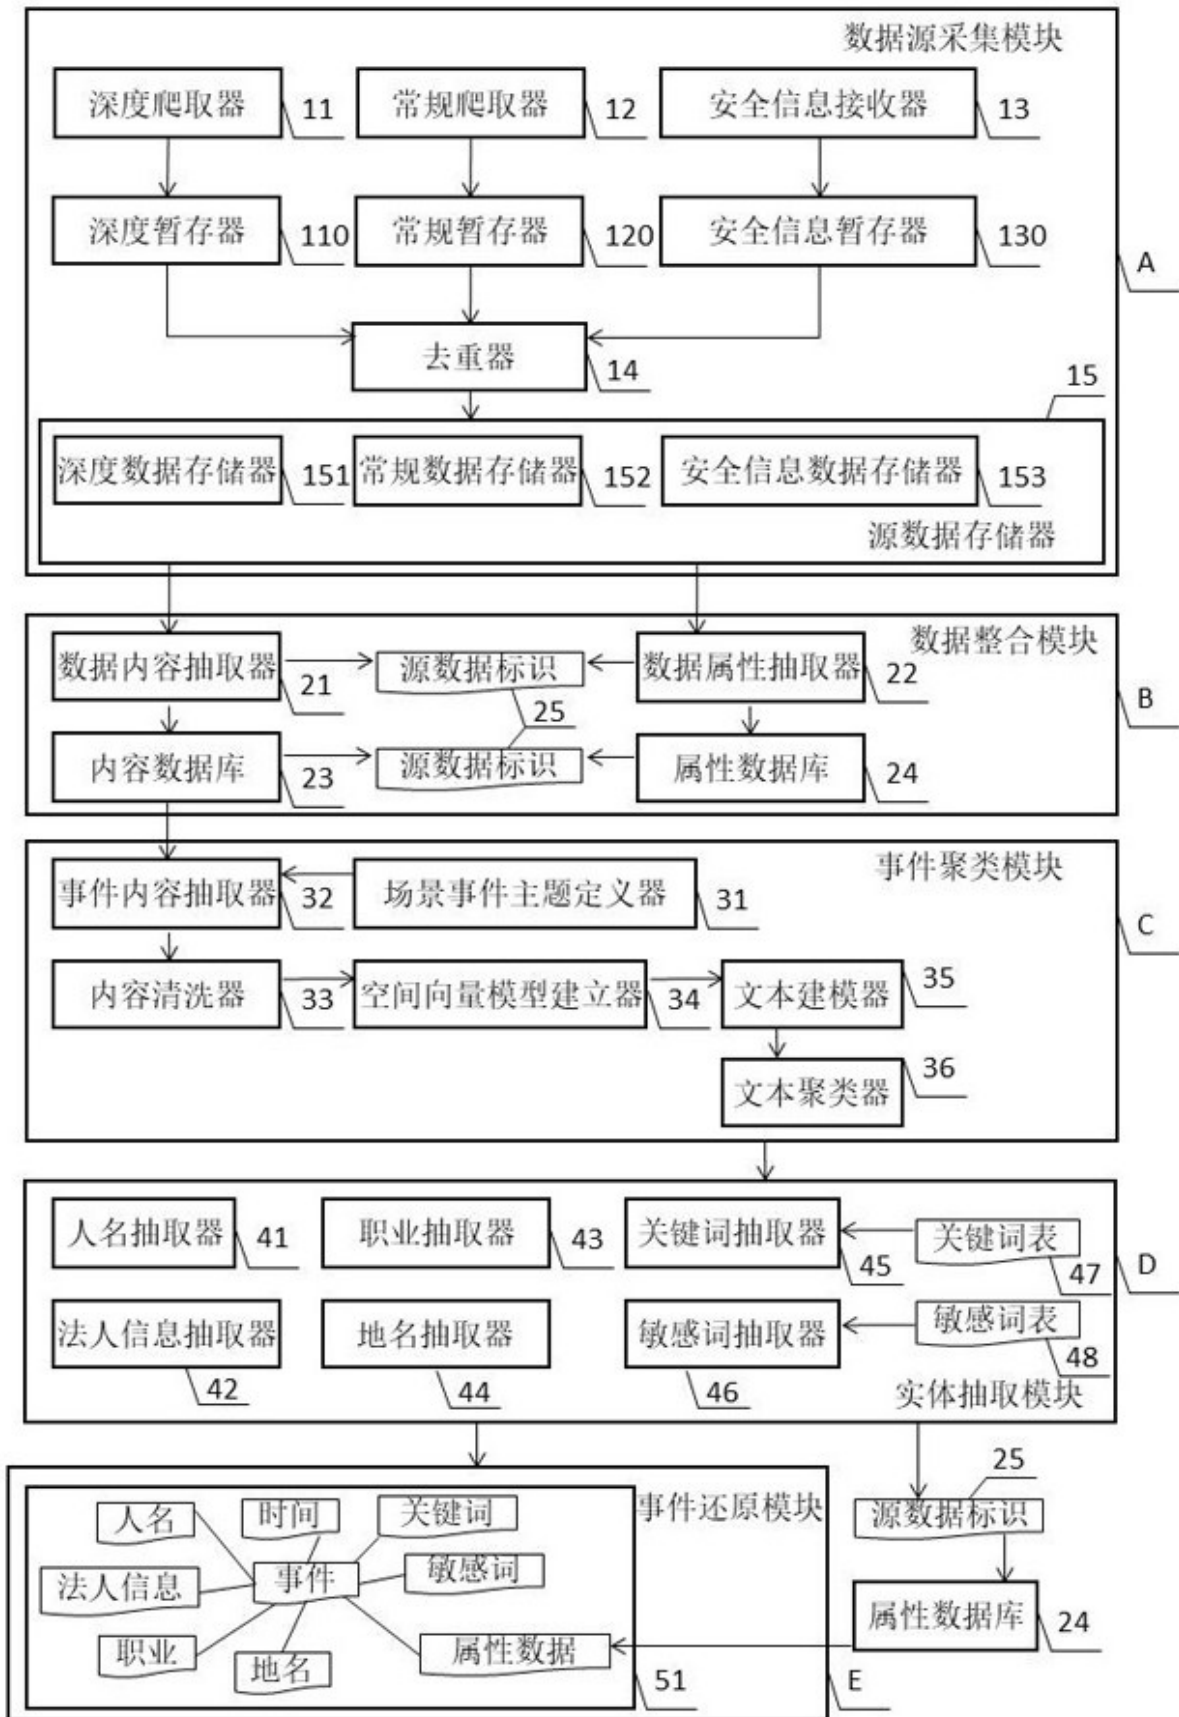 数据源采集模块
深度爬取器 11 常规爬取器 12 安全信息接收器 13
深度暂存器 110 常规暂存器 120 安全信息暂存器 130
A
去重器 14
15
深度数据存储器 151 常规数据存储器 152 安全信息数据存储器 153
源数据存储器
数据整合模块
数据内容抽取器 21 源数据标识 数据属性抽取器 22
25
B
内容数据库 23 源数据标识 属性数据库 24
事件聚类模块
事件内容抽取器 32 场景事件主题定义器 31
C
内容清洗器 33 空间向量模型建立器 34 文本建模器 35
文本聚类器 36
人名抽取器 41 职业抽取器 43 关键词抽取器 45 关键词表 47
D
法人信息抽取器 42 地名抽取器 44 敏感词抽取器 46 敏感词表 48
实体抽取模块
25
事件还原模块
人名 时间 关键词 源数据标识
法人信息 事件 敏感词
属性数据库 24
职业 地名 属性数据
51 E